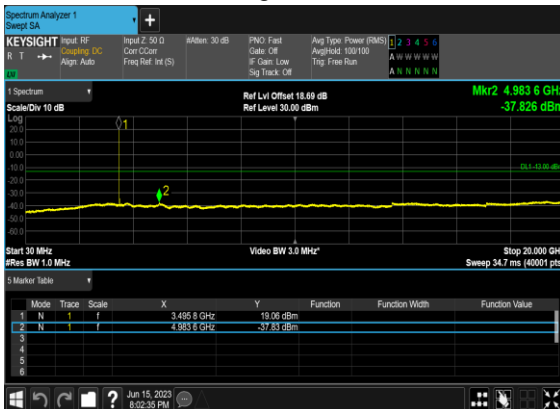 Spectrum Analyzer 1
Swept SA
KEYSIGHT
R T
Input: RF
Coupling: DC
Align: Auto
Input Z: 50 Ω
Corr CCorr
Freq Ref: Int (S)
#Atten: 30 dB
PNO: Fast
Gate: Off
IF Gain: Low
Sig Track: Off
Avg Type: Power (RMS)
Avg|Hold: 100/100
Trig: Free Run
1 2 3 4 5 6
A W W W W W
A N N N N N
1 Spectrum
Scale/Div 10 dB
Ref Lvl Offset 18.69 dB
Ref Level 30.00 dBm
Mkr2 4.983 6 GHz
-37.826 dBm
Log
20.0
10.0
0.00
-10.0
-20.0
-30.0
-40.0
-50.0
-60.0
1
2
DL1 -13.00 dBm
Start 30 MHz
#Res BW 1.0 MHz
Video BW 3.0 MHz*
Stop 20.000 GHz
Sweep 34.7 ms (40001 pts)
5 Marker Table
Mode Trace Scale X Y Function Function Width Function Value
1 N 1 f 3.495 8 GHz 19.06 dBm
2 N 1 f 4.983 6 GHz -37.83 dBm
3
4
5
6
?
Jun 15, 2023
8:02:35 PM